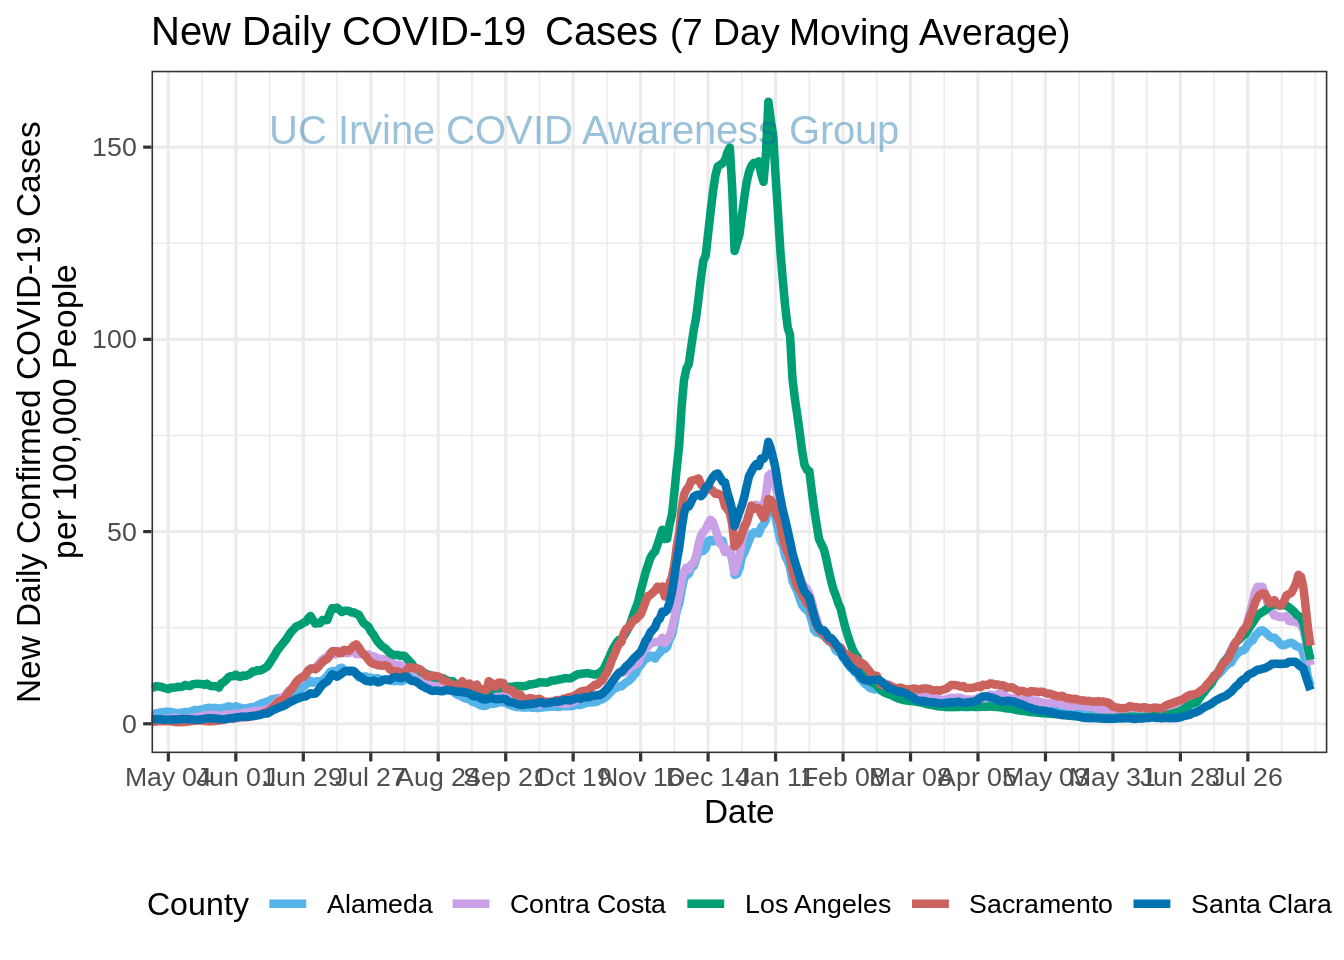 New Daily COVID-19 Cases (7 Day Moving Average)
UC Irvine COVID Awareness Group
New Daily Confirmed COVID-19 Cases
per 100,000 People
150
100
50
0
May 04 Jun 01 Jun 29 Jul 27 Aug 24 Sep 21 Oct 19 Nov 16 Dec 14 Jan 11 Feb 08 Mar 08 Apr 05 May 03 May 31 Jun 28 Jul 26
Date
County Alameda Contra Costa Los Angeles Sacramento Santa Clara